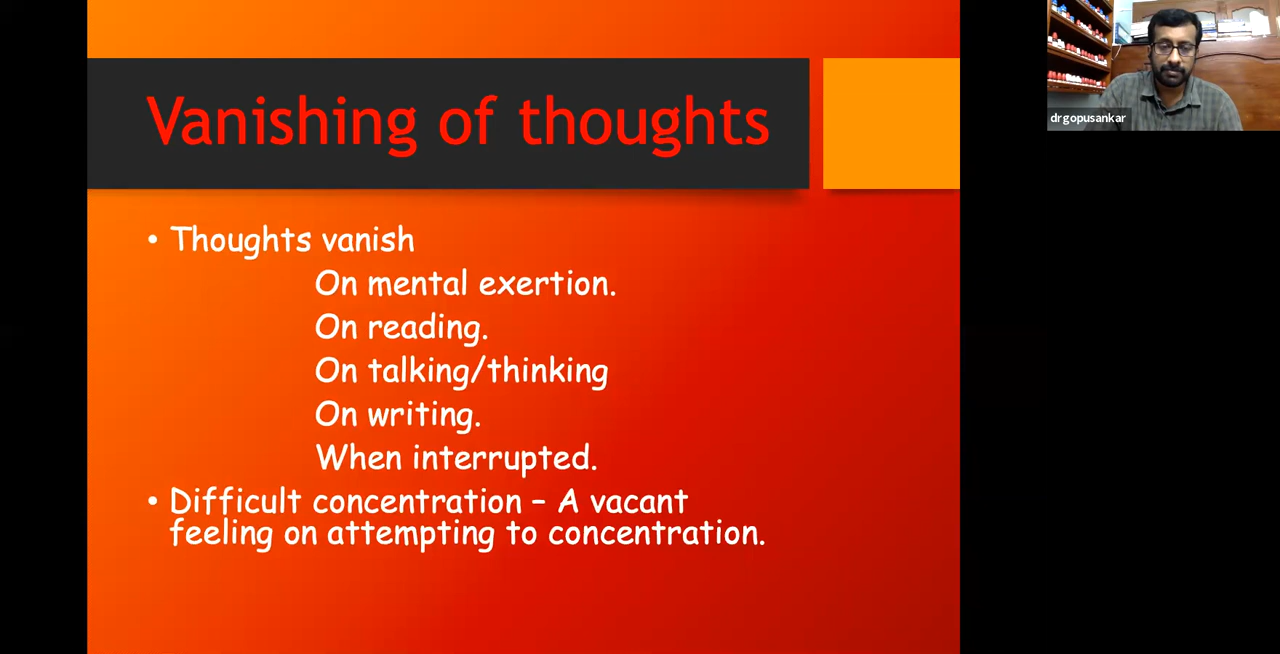 Vanishing of thoughts
• Thoughts vanish
On mental exertion.
On reading.
On talking/thinking
On writing.
When interrupted.
• Difficult concentration – A vacant
feeling on attempting to concentration.
drgopusankar